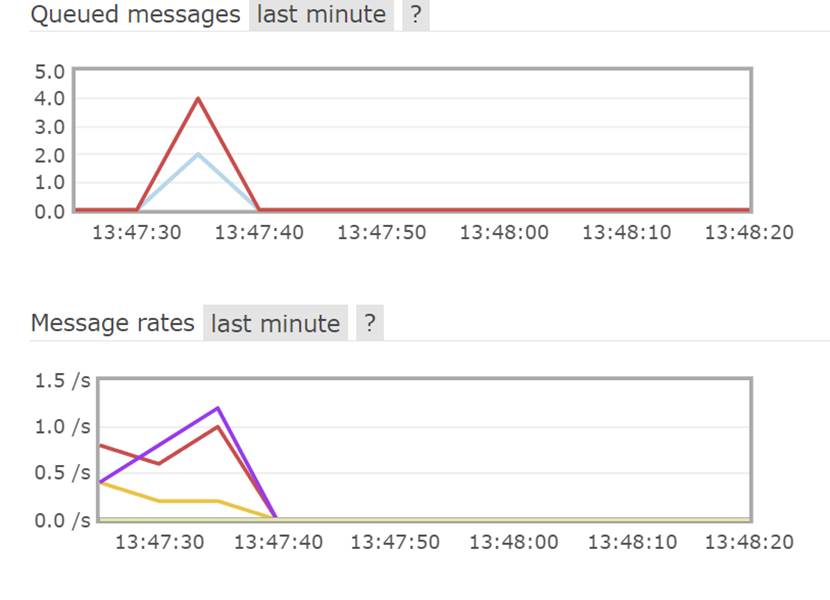 Queued messages last minute ?
5.0
4.0
3.0
2.0
1.0
0.0
13:47:30 13:47:40 13:47:50 13:48:00 13:48:10 13:48:20
Message rates last minute ?
1.5 /s
1.0 /s
0.5 /s
0.0 /s
13:47:30 13:47:40 13:47:50 13:48:00 13:48:10 13:48:20